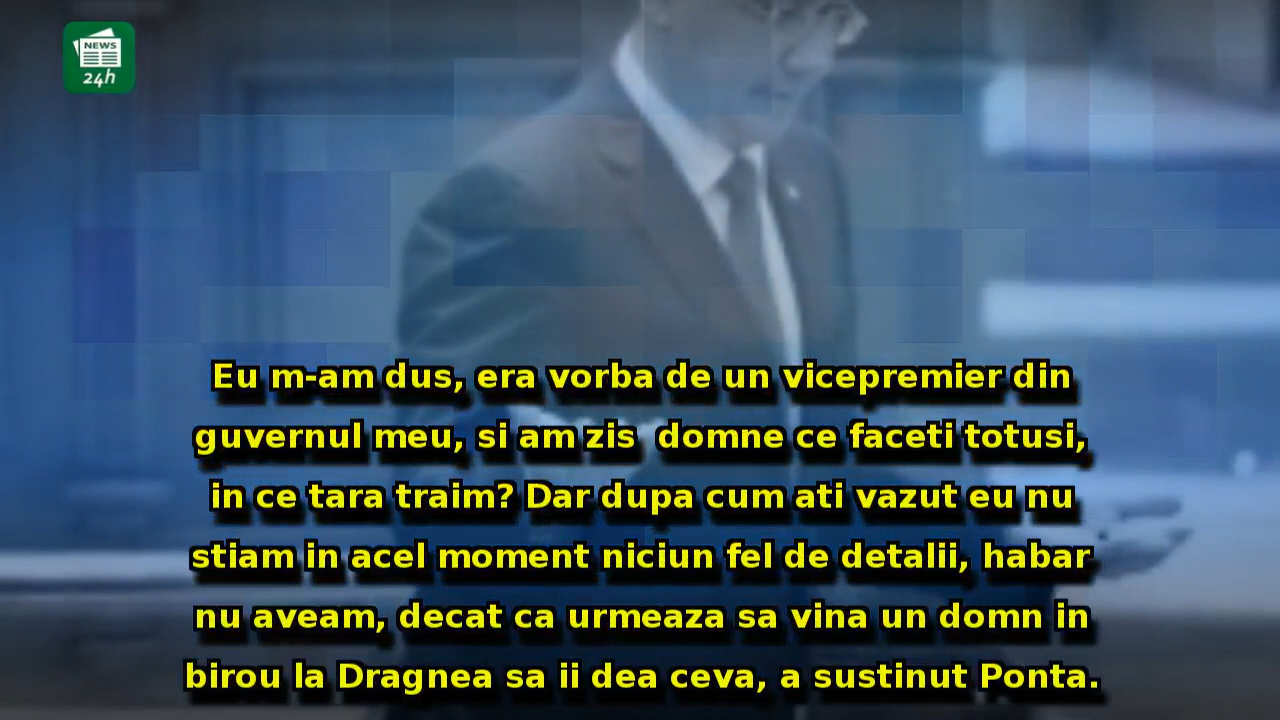 NEWS
24h
Eu m-am dus, era vorba de un vicepremier din
guvernul meu, si am zis  domne ce faceti totusi,
in ce tara traim? Dar dupa cum ati vazut eu nu
stiam in acel moment niciun fel de detalii, habar
nu aveam, decat ca urmeaza sa vina un domn in
birou la Dragnea sa ii dea ceva, a sustinut Ponta.